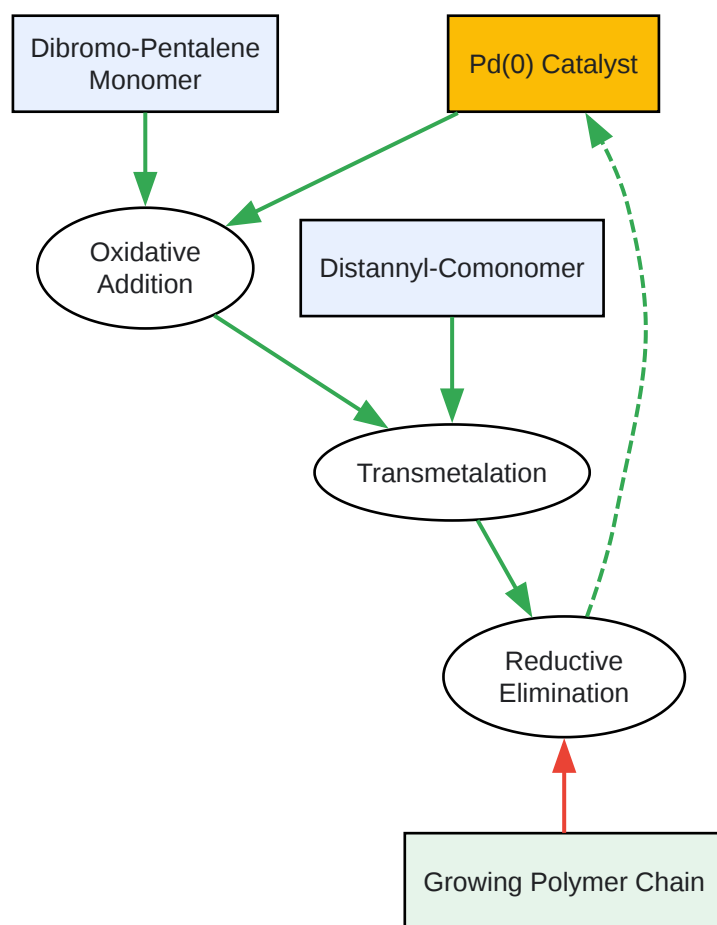 Dibromo-Pentalene
Monomer
Pd(0) Catalyst
Oxidative
Addition
Distannyl-Comonomer
Transmetalation
Reductive
Elimination
Growing Polymer Chain